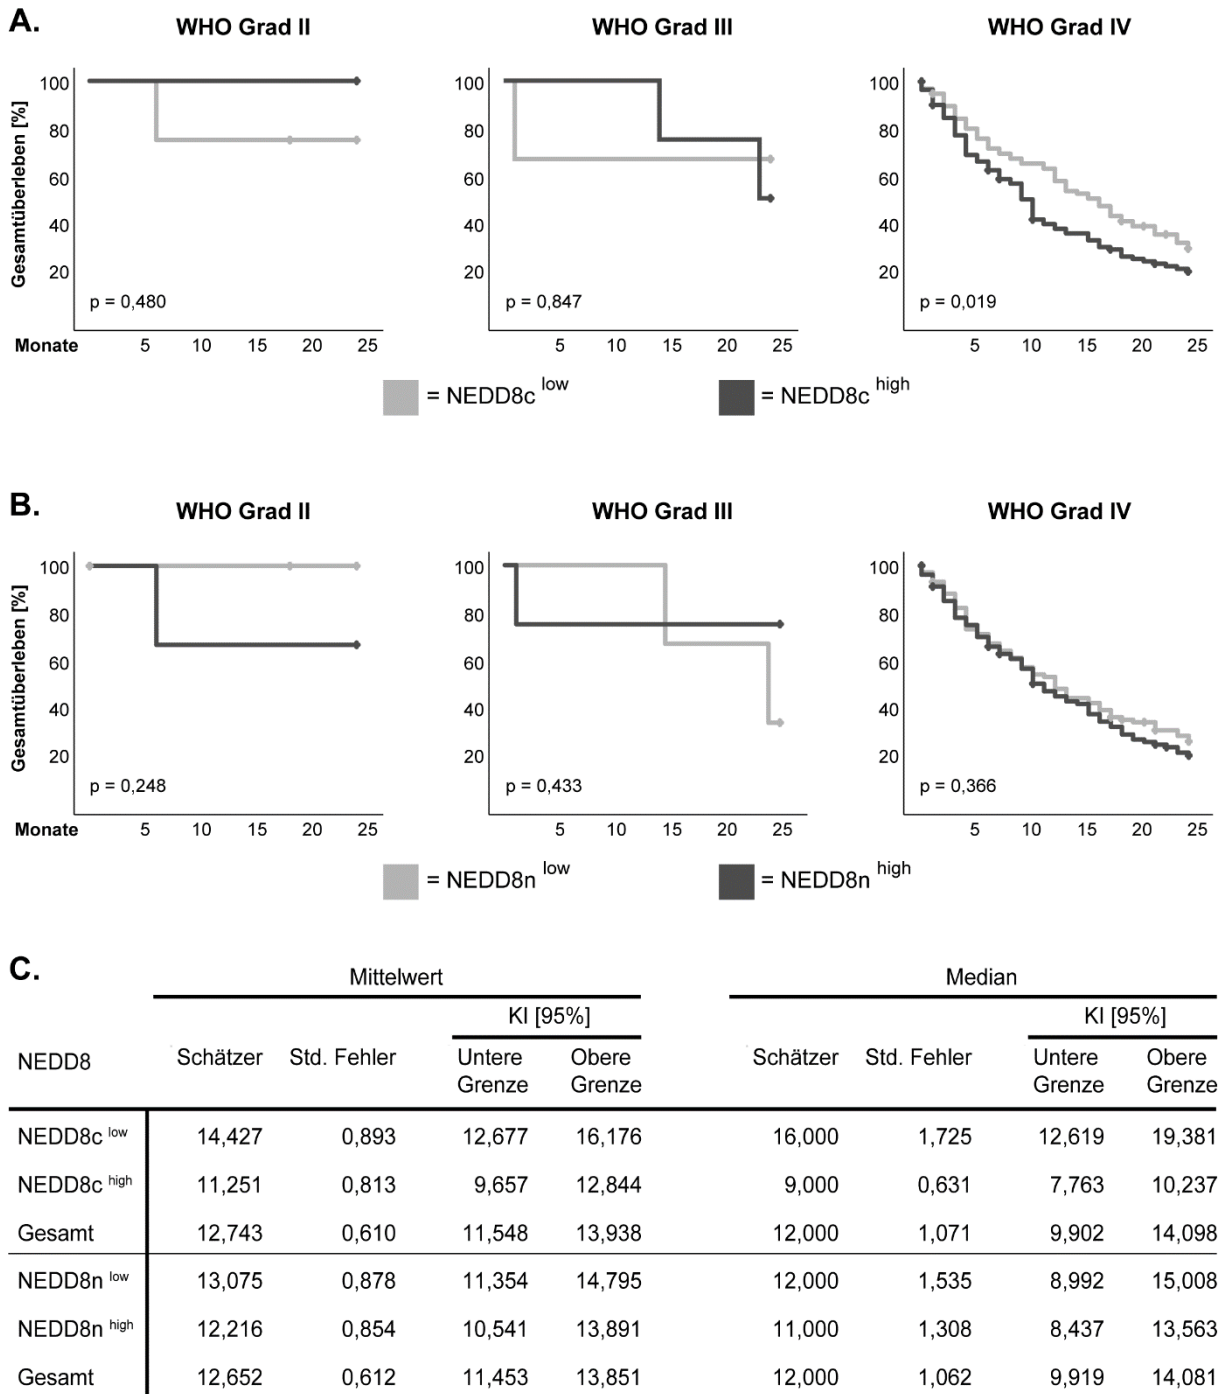 A.
WHO Grad II
WHO Grad III
WHO Grad IV
Gesamtüberleben [%]
100
80
60
40
20
p = 0,480
100
80
60
40
20
p = 0,847
100
80
60
40
20
p = 0,019
Monate 5 10 15 20 25
5 10 15 20 25
5 10 15 20 25
= NEDD8c low
= NEDD8c high
B.
WHO Grad II
WHO Grad III
WHO Grad IV
Gesamtüberleben [%]
100
80
60
40
20
p = 0,248
100
80
60
40
20
p = 0,433
100
80
60
40
20
p = 0,366
Monate 5 10 15 20 25
5 10 15 20 25
5 10 15 20 25
= NEDD8n low
= NEDD8n high
C.
Mittelwert Median
KI [95%] KI [95%]
NEDD8 Schätzer Std. Fehler Untere Grenze Obere Grenze Schätzer Std. Fehler Untere Grenze Obere Grenze
NEDD8c low 14,427 0,893 12,677 16,176 16,000 1,725 12,619 19,381
NEDD8c high 11,251 0,813 9,657 12,844 9,000 0,631 7,763 10,237
Gesamt 12,743 0,610 11,548 13,938 12,000 1,071 9,902 14,098
NEDD8n low 13,075 0,878 11,354 14,795 12,000 1,535 8,992 15,008
NEDD8n high 12,216 0,854 10,541 13,891 11,000 1,308 8,437 13,563
Gesamt 12,652 0,612 11,453 13,851 12,000 1,062 9,919 14,081